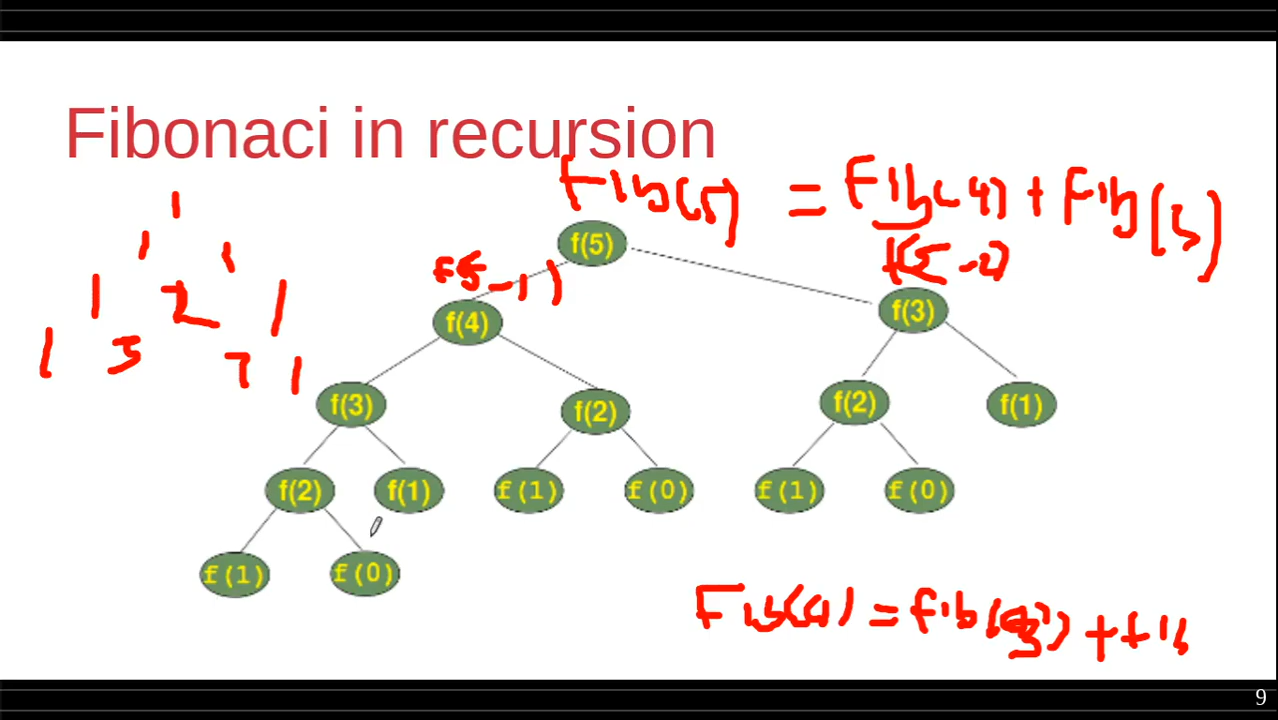 Fibonaci in recursion
Fib(5) = Fib(4) + Fib(3)
f(5-2)
f(5-1)
1
1 1
1 2 1
1 3 3 1
f(5)
f(4) f(3)
f(3) f(2) f(2) f(1)
f(2) f(1) f(1) f(0) f(1) f(0)
f(1) f(0)
Fib(4) = fib(3) + fib
9